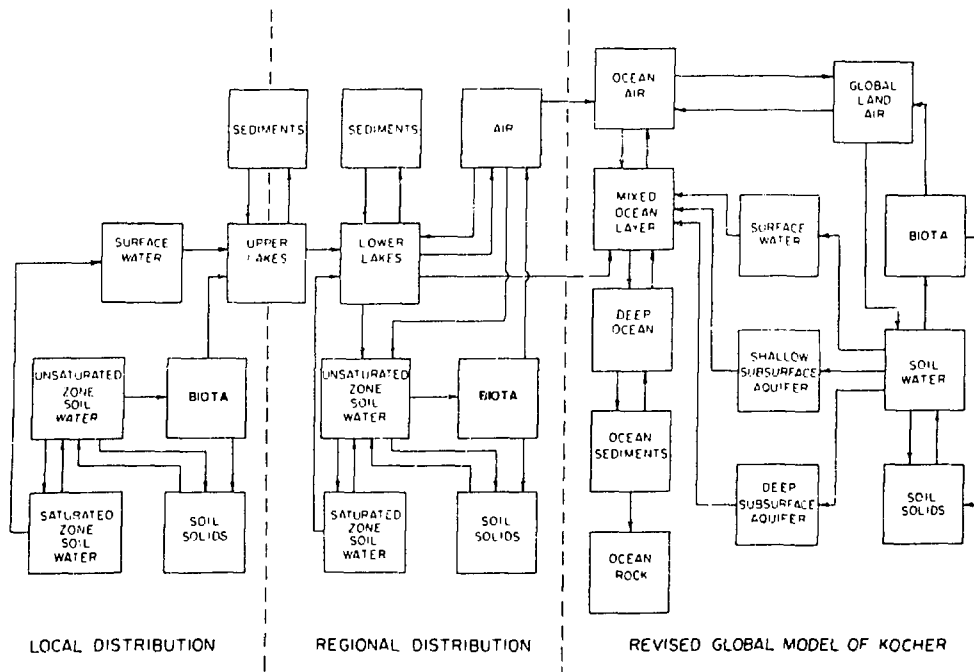 OCEAN
AIR
GLOBAL
LAND
AIR
SEDIMENTS
SEDIMENTS
AIR
MIXED
OCEAN
LAYER
SURFACE
WATER
UPPER
LAKES
LOWER
LAKES
SURFACE
WATER
BIOTA
DEEP
OCEAN
UNSATURATED
ZONE
SOIL
WATER
BIOTA
UNSATURATED
ZONE
SOIL
WATER
BIOTA
SHALLOW
SUBSURFACE
AQUIFER
SOIL
WATER
OCEAN
SEDIMENTS
SATURATED
ZONE
SOIL
WATER
SOIL
SOLIDS
SATURATED
ZONE
SOIL
WATER
SOIL
SOLIDS
DEEP
SUBSURFACE
AQUIFER
SOIL
SOLIDS
OCEAN
ROCK
LOCAL DISTRIBUTION
REGIONAL DISTRIBUTION
REVISED GLOBAL MODEL OF KOCHER